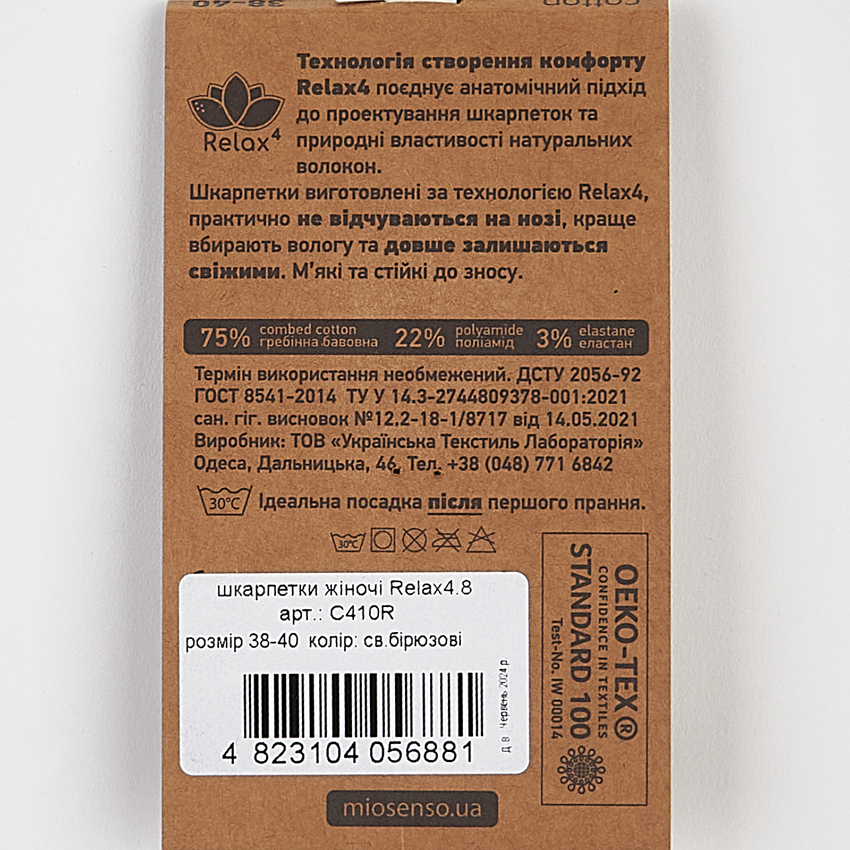 38-40
cotton
Технологія створення комфорту
Relax4 поєднує анатомічний підхід
до проектування шкарпеток та
природні властивості натуральних
волокон.
Relax4
Шкарпетки виготовлені за технологією Relax4,
практично не відчуваються на нозі, краще
вбирають вологу та довше залишаються
свіжими. М’які та стійкі до зносу.
75% combed cotton
гребінна бавовна
22% polyamide
поліамід
3% elastane
еластан
Термін використання необмежений. ДСТУ 2056-92
ГОСТ 8541-2014 ТУ У 14.3-2744809378-001:2021
сан. гіг. висновок №12.2-18-1/8717 від 14.05.2021
Виробник: ТОВ «Українська Текстиль Лабораторія»
Одеса, Дальницька, 46. Тел. +38 (048) 771 6842
30°C Ідеальна посадка після першого прання.
30°C
OEKO-TEX®
CONFIDENCE IN TEXTILES
STANDARD 100
Test-No. IW 00014
шкарпетки жіночі Relax4.8
арт.: C410R
розмір 38-40 колір: св.бірюзові
Д.В. Червень 2024 р.
4 823104 056881
miosenso.ua